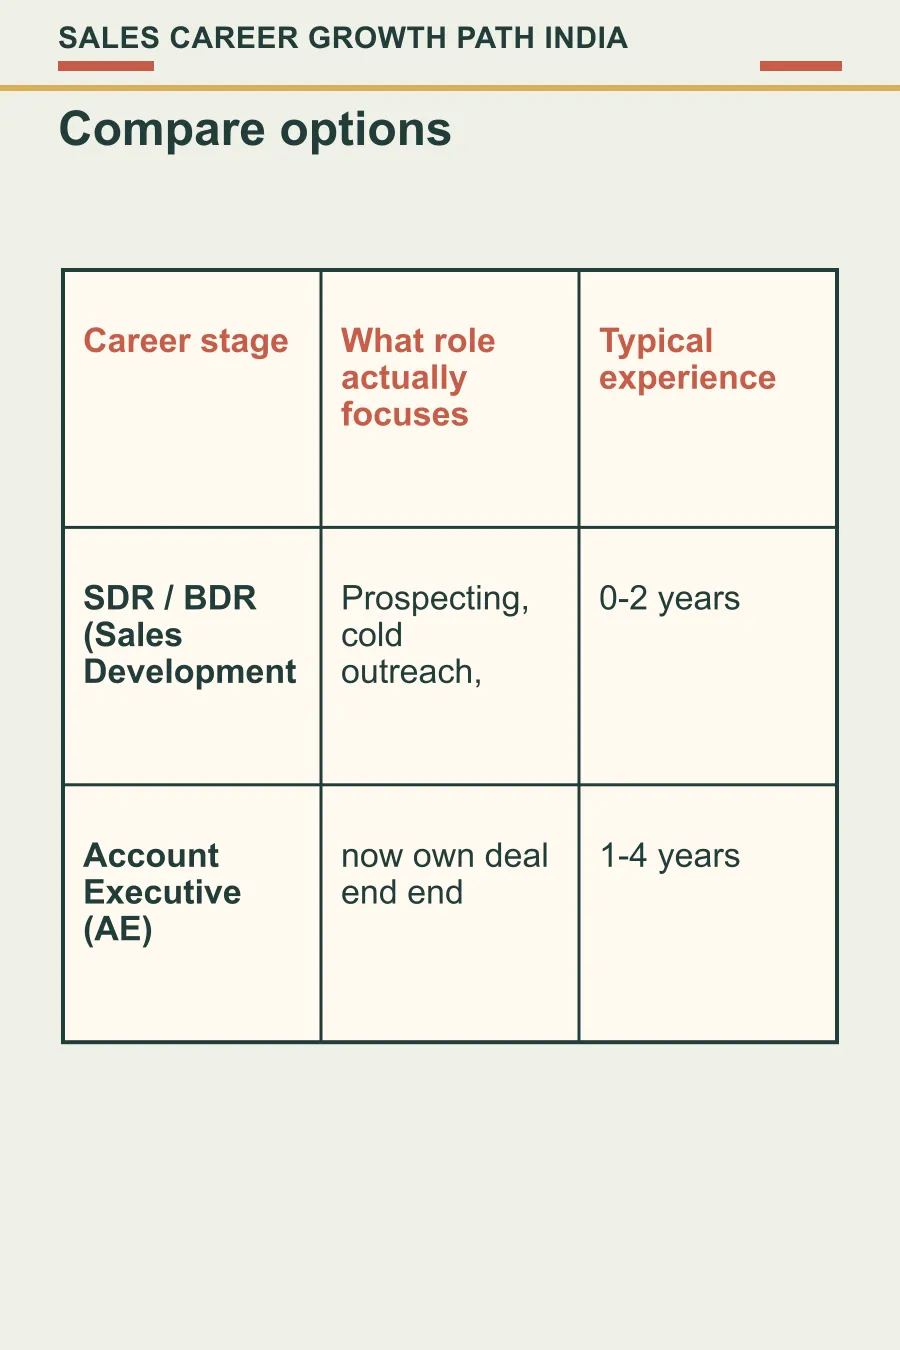 SALES CAREER GROWTH PATH INDIA
Compare options
Career stage
What role
actually
focuses
Typical
experience
SDR / BDR
(Sales
Development
Prospecting,
cold
outreach,
0-2 years
Account
Executive
(AE)
now own deal
end end
1-4 years